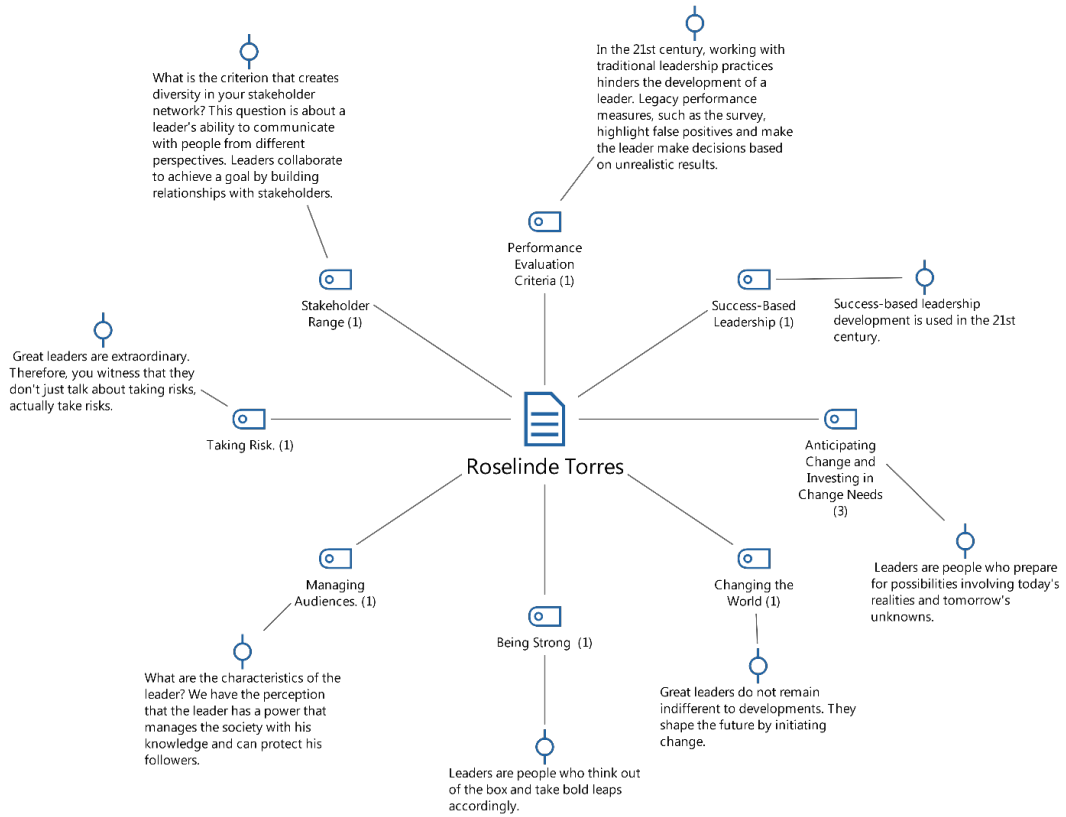 What is the criterion that creates
diversity in your stakeholder
network? This question is about a
leader's ability to communicate
with people from different
perspectives. Leaders collaborate
to achieve a goal by building
relationships with stakeholders.
In the 21st century, working with
traditional leadership practices
hinders the development of a
leader. Legacy performance
measures, such as the survey,
highlight false positives and make
the leader make decisions based
on unrealistic results.
Performance
Evaluation
Criteria (1)
Stakeholder
Range (1)
Success-Based
Leadership (1)
Success-based leadership
development is used in the 21st
century.
Great leaders are extraordinary.
Therefore, you witness that they
don't just talk about taking risks,
actually take risks.
Taking Risk. (1)
Roselinde Torres
Anticipating
Change and
Investing in
Change Needs
(3)
Leaders are people who prepare
for possibilities involving today's
realities and tomorrow's
unknowns.
Managing
Audiences. (1)
Being Strong (1)
Changing the
World (1)
What are the characteristics of the
leader? We have the perception
that the leader has a power that
manages the society with his
knowledge and can protect his
followers.
Leaders are people who think out
of the box and take bold leaps
accordingly.
Great leaders do not remain
indifferent to developments. They
shape the future by initiating
change.